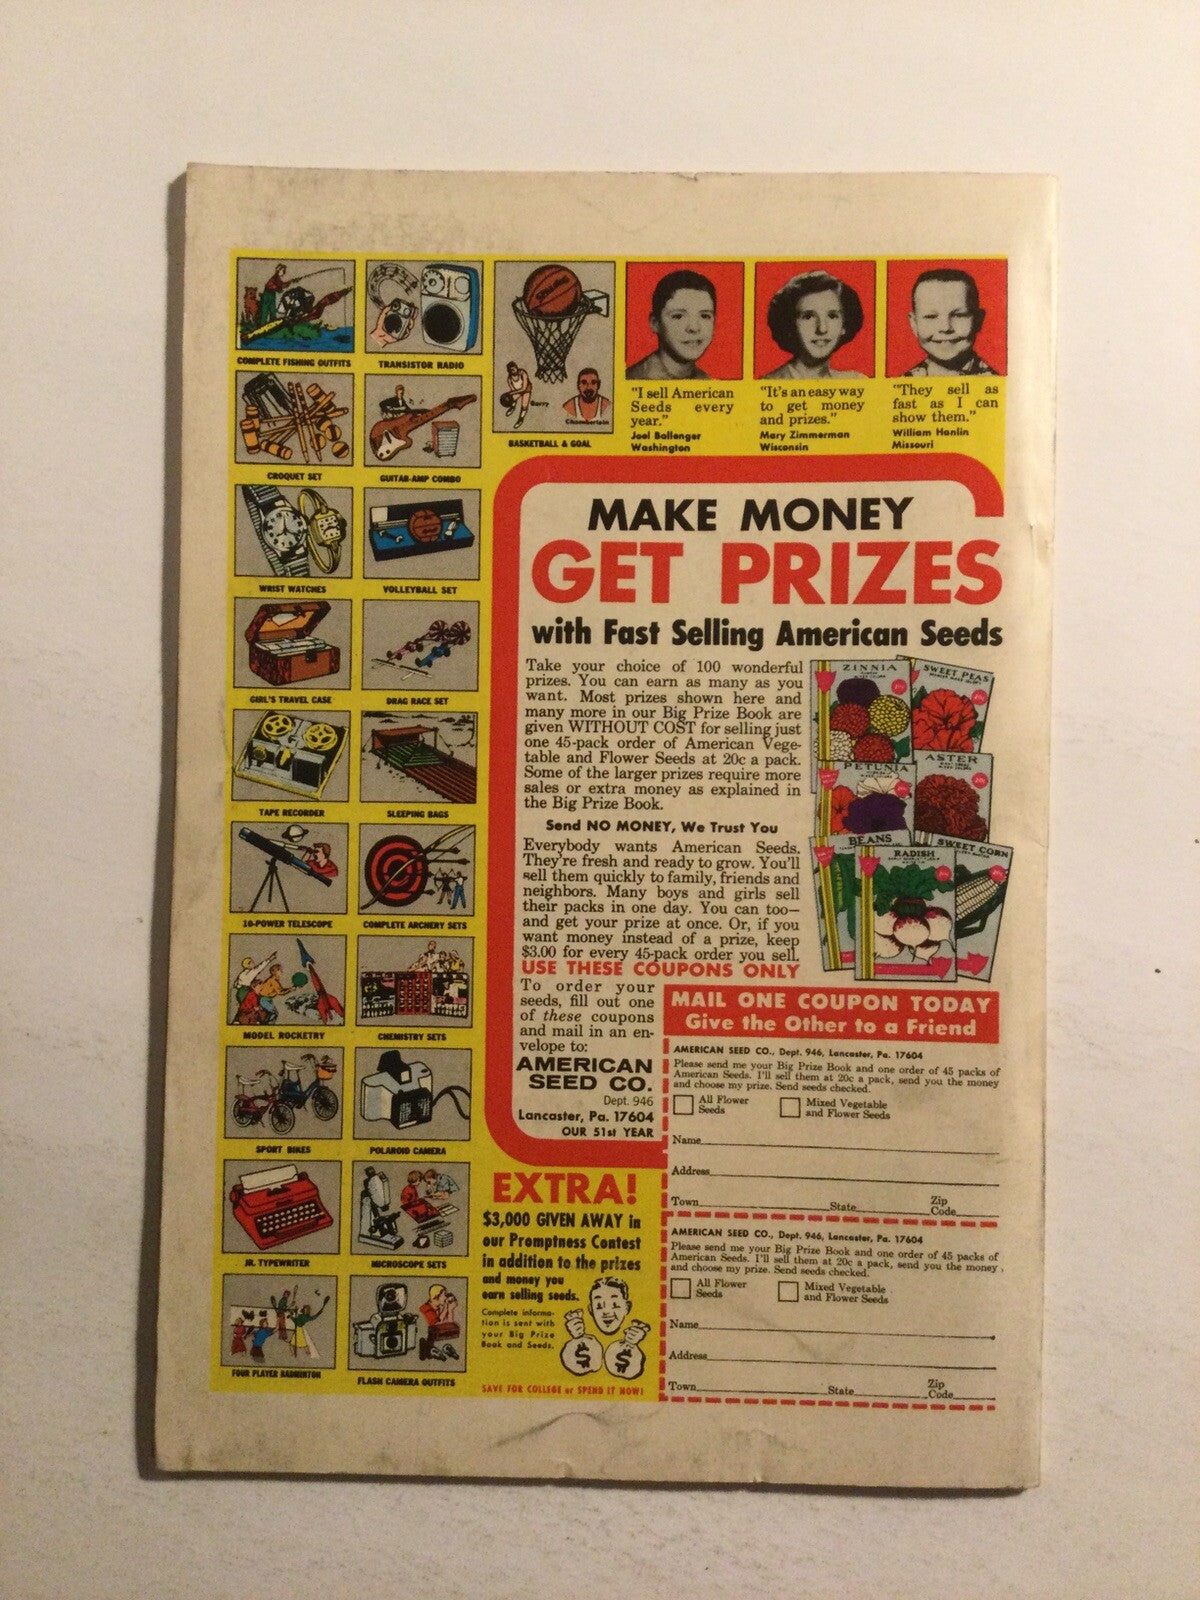 COMPLETE FISHING OUTFITS
TRANSISTOR RADIO
CROQUET SET
GUITAR-AMP COMBO
WRIST WATCHES
VOLLEYBALL SET
GIRL'S TRAVEL CASE
DRAG RACE SET
TAPE RECORDER
SLEEPING BAGS
10-POWER TELESCOPE
COMPLETE ARCHERY SETS
MODEL ROCKETRY
CHEMISTRY SETS
SPORT BIKES
POLAROID CAMERA
JR. TYPEWRITER
MICROSCOPE SETS
FOUR PLAYER BADMINTON
FLASH CAMERA OUTFITS
Barry
Chamberlain
BASKETBALL & GOAL
"I sell American
Seeds every
year."
Joel Ballenger
Washington
"It's an easy way
to get money
and prizes."
Mary Zimmerman
Wisconsin
"They sell as
fast as I can
show them."
William Hanlin
Missouri
MAKE MONEY
GET PRIZES
with Fast Selling American Seeds
Take your choice of 100 wonderful
prizes. You can earn as many as you
want. Most prizes shown here and
many more in our Big Prize Book are
given WITHOUT COST for selling just
one 45-pack order of American Vege-
table and Flower Seeds at 20c a pack.
Some of the larger prizes require more
sales or extra money as explained in
the Big Prize Book.
Send NO MONEY, We Trust You
Everybody wants American Seeds.
They're fresh and ready to grow. You'll
sell them quickly to family, friends and
neighbors. Many boys and girls sell
their packs in one day. You can too—
and get your prize at once. Or, if you
want money instead of a prize, keep
$3.00 for every 45-pack order you sell.
USE THESE COUPONS ONLY
ZINNIA
SWEET PEAS
PETUNIA
ASTER
BEANS
RADISH
SWEET CORN
To order your
seeds, fill out one
of these coupons
and mail in an en-
velope to:
AMERICAN
SEED CO.
Dept. 946
Lancaster, Pa. 17604
OUR 51st YEAR
MAIL ONE COUPON TODAY
Give the Other to a Friend
AMERICAN SEED CO., Dept. 946, Lancaster, Pa. 17604
Please send me your Big Prize Book and one order of 45 packs of
American Seeds. I'll sell them at 20c a pack, send you the money
and choose my prize. Send seeds checked.
All Flower Seeds
Mixed Vegetable and Flower Seeds
Name
Address
Town State Zip Code
AMERICAN SEED CO., Dept. 946, Lancaster, Pa. 17604
Please send me your Big Prize Book and one order of 45 packs of
American Seeds. I'll sell them at 20c a pack, send you the money,
and choose my prize. Send seeds checked.
All Flower Seeds
Mixed Vegetable and Flower Seeds
Name
Address
Town State Zip Code
EXTRA!
$3,000 GIVEN AWAY in
our Promptness Contest
in addition to the prizes
and money you
earn selling seeds.
Complete informa-
tion is sent with
your Big Prize
Book and Seeds.
$ $
SAVE FOR COLLEGE or SPEND IT NOW!